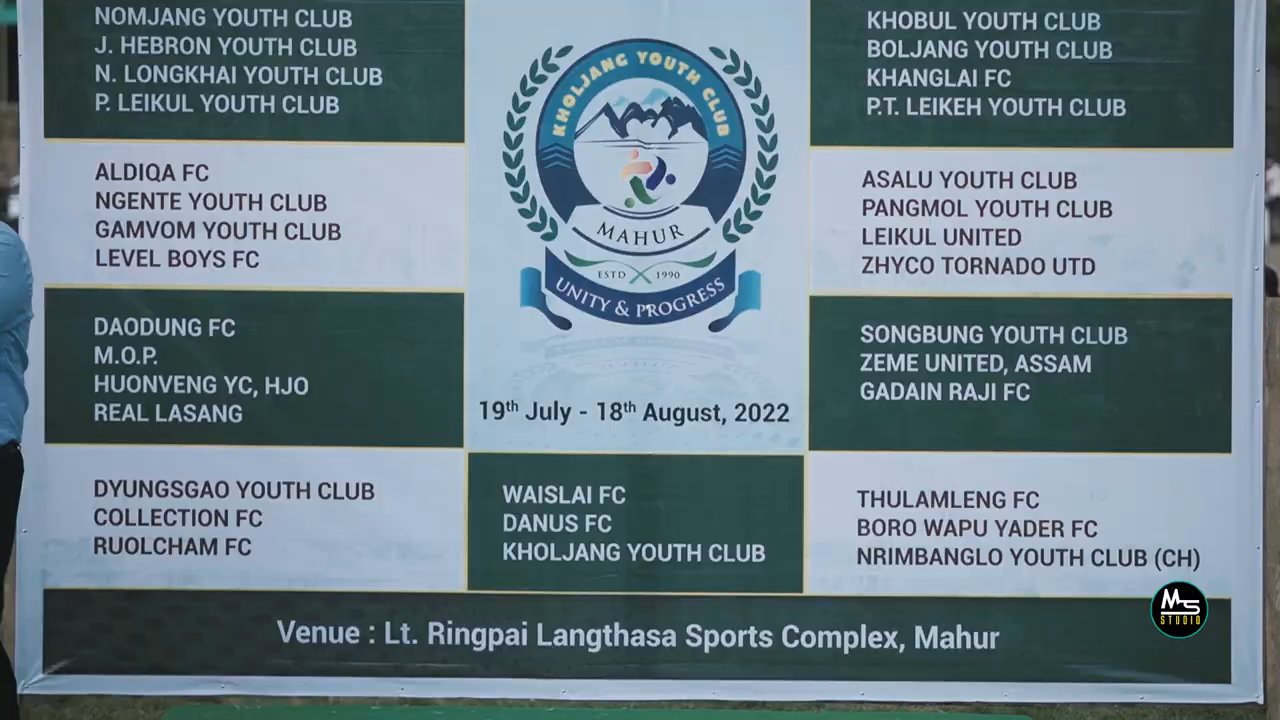 NOMJANG YOUTH CLUB
J. HEBRON YOUTH CLUB
N. LONGKHAI YOUTH CLUB
P. LEIKUL YOUTH CLUB
ALDIQA FC
NGENTE YOUTH CLUB
GAMVOM YOUTH CLUB
LEVEL BOYS FC
DAODUNG FC
M.O.P.
HUONVENG YC, HJO
REAL LASANG
DYUNGSGAO YOUTH CLUB
COLLECTION FC
RUOLCHAM FC
KHOLJANG YOUTH CLUB
MAHUR
ESTD 1990
UNITY & PROGRESS
19th July - 18th August, 2022
WAISLAI FC
DANUS FC
KHOLJANG YOUTH CLUB
KHOBUL YOUTH CLUB
BOLJANG YOUTH CLUB
KHANGLAI FC
P.T. LEIKEH YOUTH CLUB
ASALU YOUTH CLUB
PANGMOL YOUTH CLUB
LEIKUL UNITED
ZHYCO TORNADO UTD
SONGBUNG YOUTH CLUB
ZEME UNITED, ASSAM
GADAIN RAJI FC
THULAMLENG FC
BORO WAPU YADER FC
NRIMBANGLO YOUTH CLUB (CH)
Venue : Lt. Ringpai Langthasa Sports Complex, Mahur
MS
STUDIO